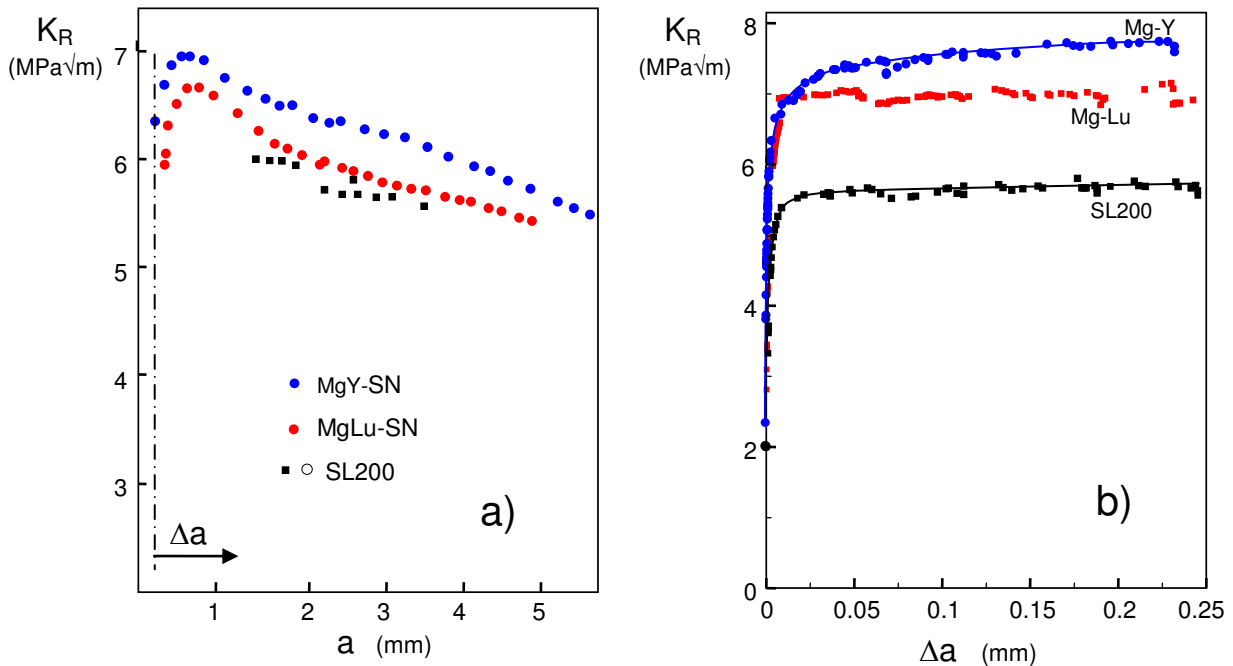 K_R
(MPa√m)
7
6
5
4
3
MgY-SN
MgLu-SN
SL200
a)
Δa
1 2 3 4 5
a (mm)
K_R
(MPa√m)
8
6
4
2
0
Mg-Y
Mg-Lu
SL200
b)
0 0.05 0.1 0.15 0.2 0.25
Δa (mm)